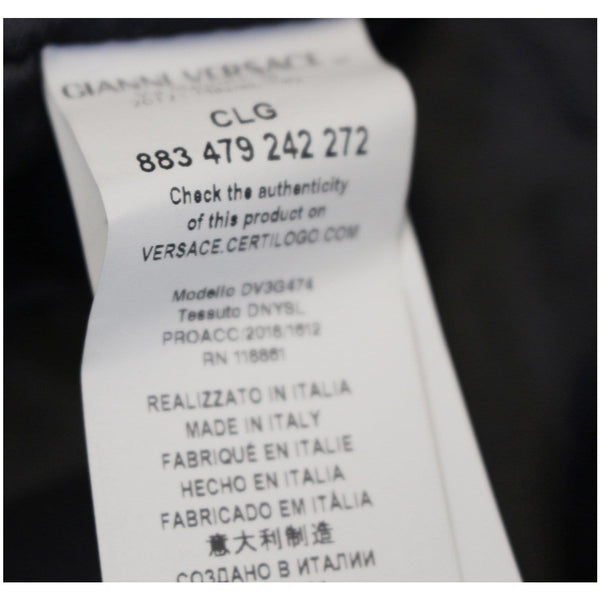 GIANNI VERSACE
CLG
883 479 242 272
Check the authenticity
of this product on
VERSACE.CERTILOGO.COM
Modello DV3G474
Tessuto DNYSL
PROACC/2018/1612
RN 118881
REALIZZATO IN ITALIA
MADE IN ITALY
FABRIQUÉ EN ITALIE
HECHO EN ITALIA
FABRICADO EM ITÀLIA
意大利制造
СОЗДАНО В ИТАЛИИ